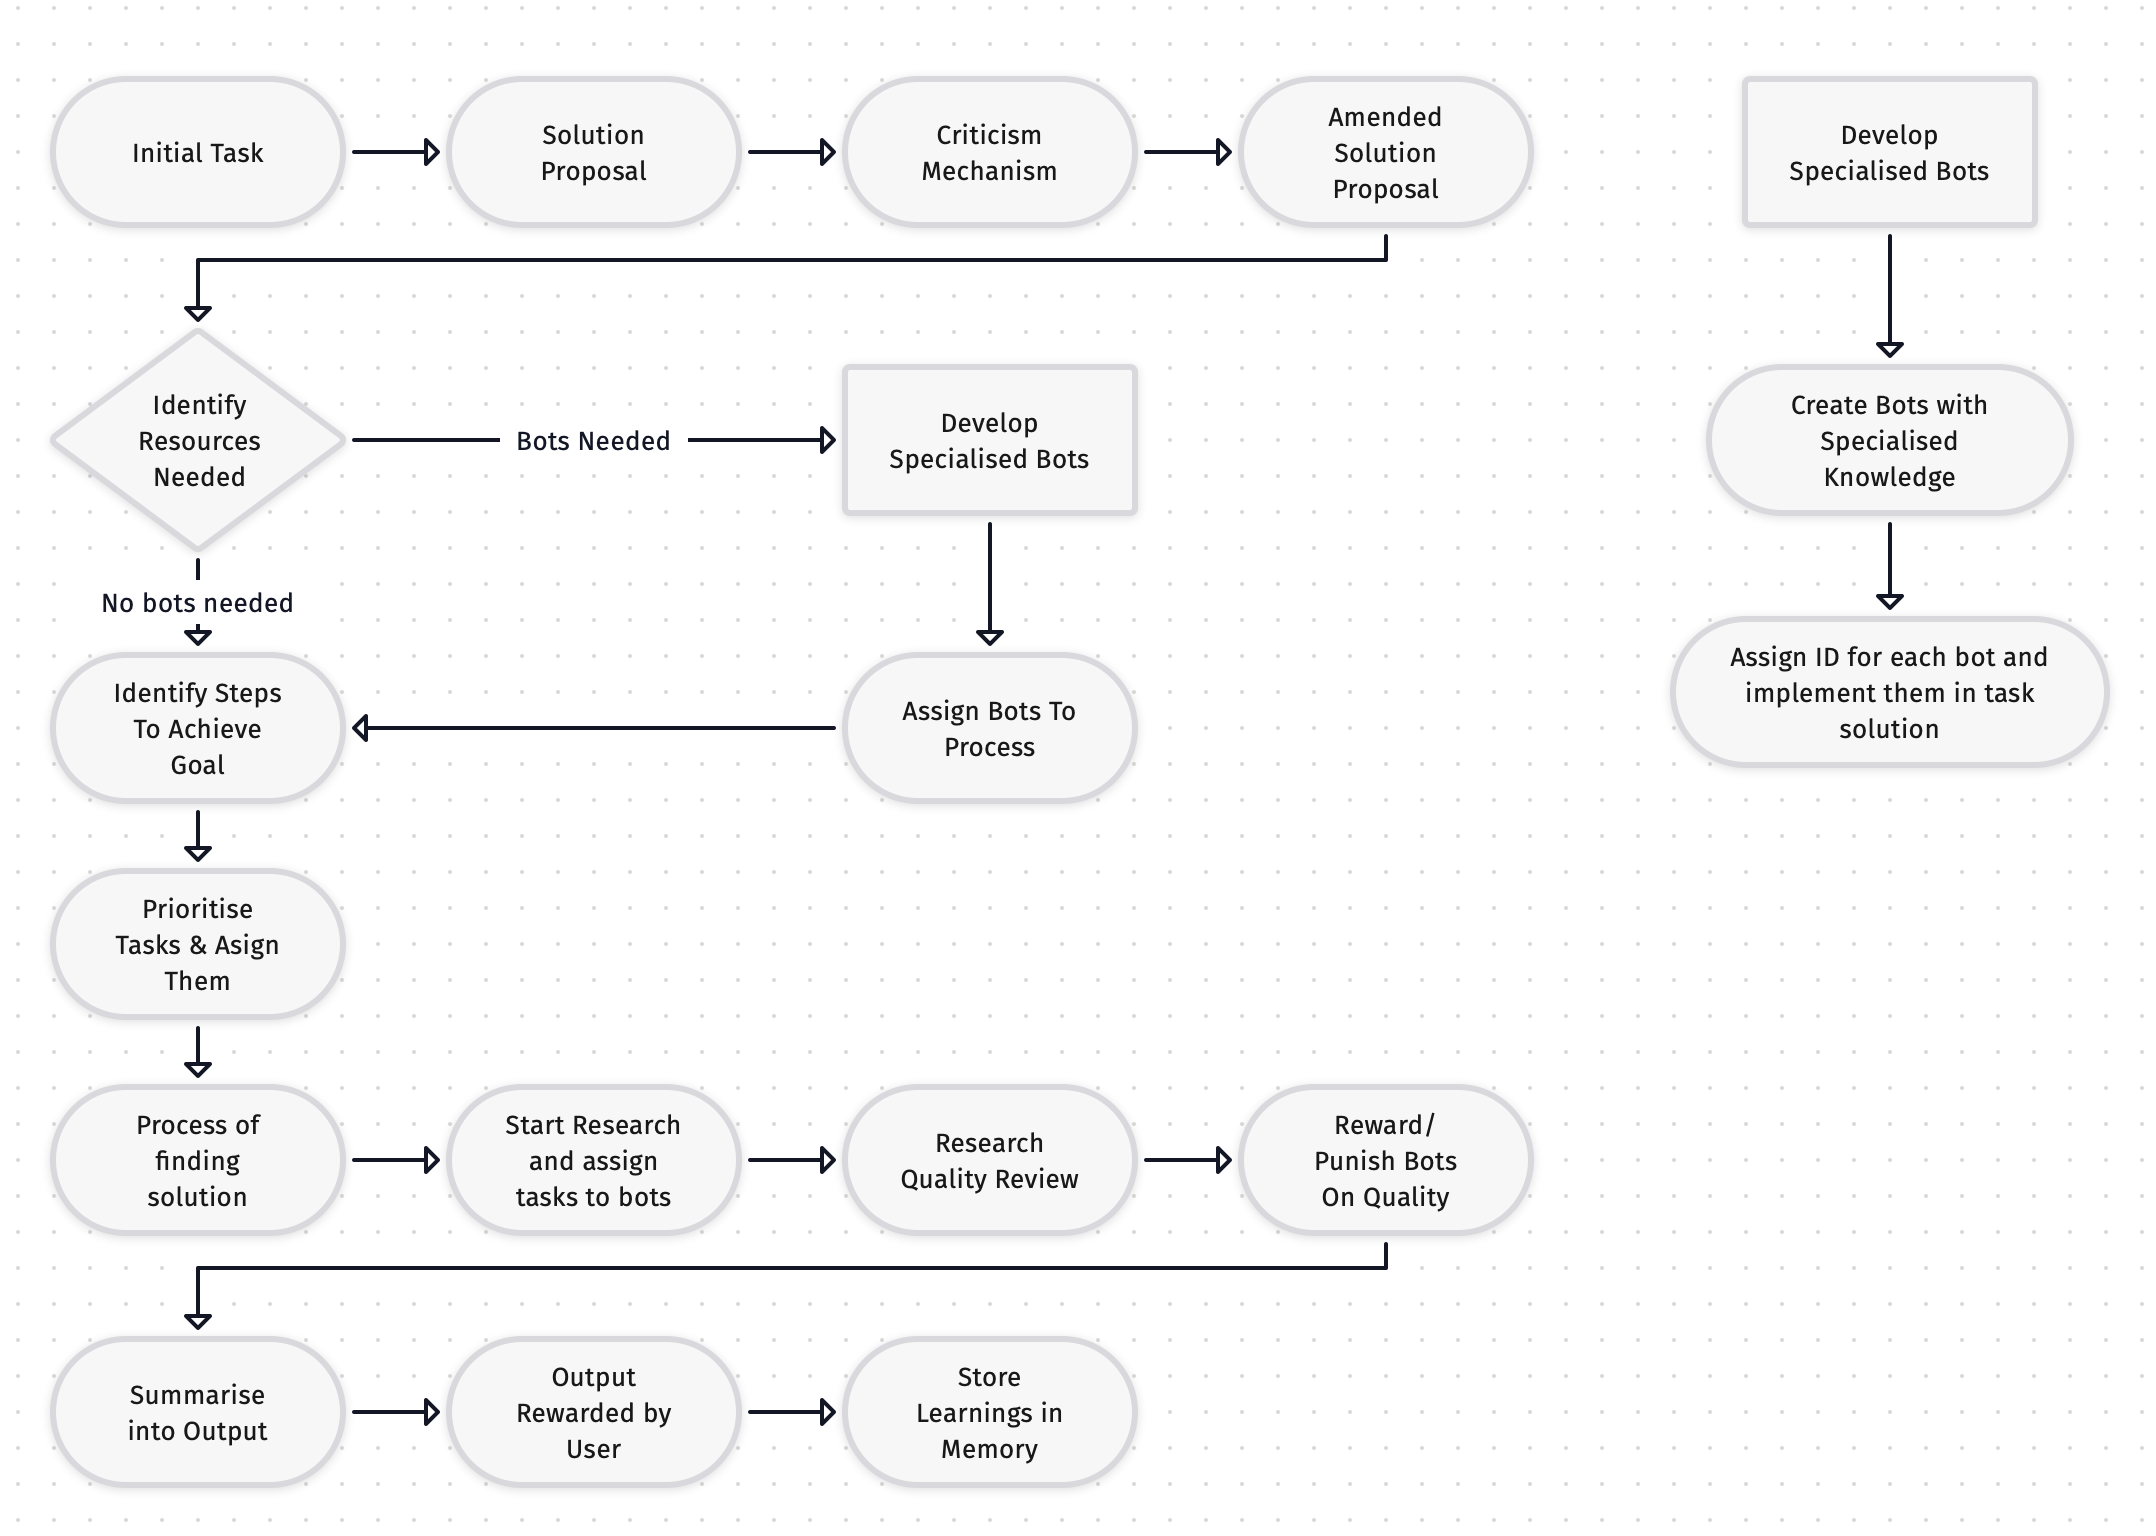 Initial Task
Solution
Proposal
Criticism
Mechanism
Amended
Solution
Proposal
Develop
Specialised Bots
Identify
Resources
Needed
Bots Needed
Develop
Specialised Bots
Create Bots with
Specialised
Knowledge
No bots needed
Identify Steps
To Achieve
Goal
Assign Bots To
Process
Assign ID for each bot and
implement them in task
solution
Prioritise
Tasks & Asign
Them
Process of
finding
solution
Start Research
and assign
tasks to bots
Research
Quality Review
Reward/
Punish Bots
On Quality
Summarise
into Output
Output
Rewarded by
User
Store
Learnings in
Memory